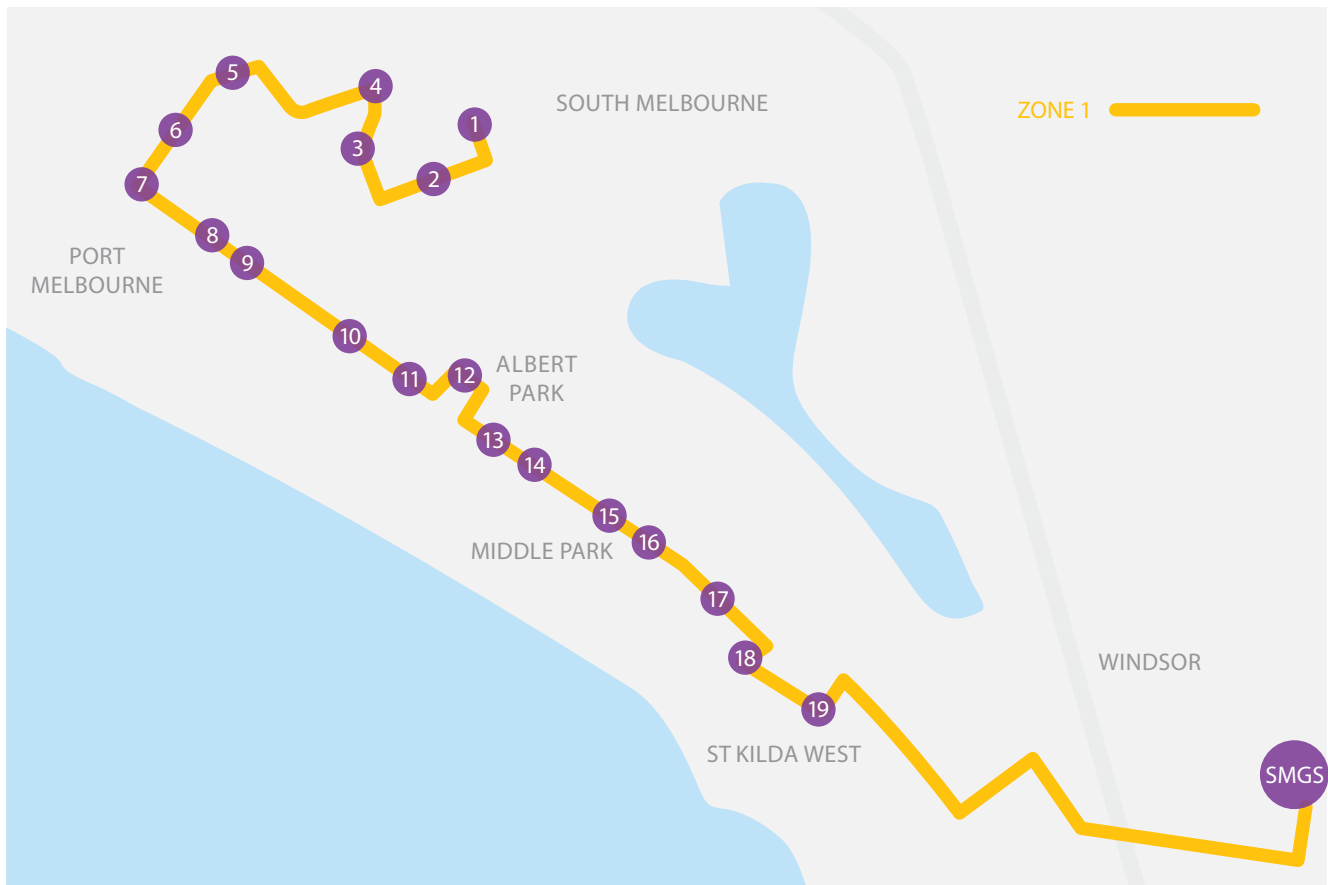 5
4
1
SOUTH MELBOURNE
ZONE 1
6
3
2
7
8
9
PORT
MELBOURNE
10
11
12
ALBERT
PARK
13
14
15
16
MIDDLE PARK
17
18
WINDSOR
19
ST KILDA WEST
SMGS